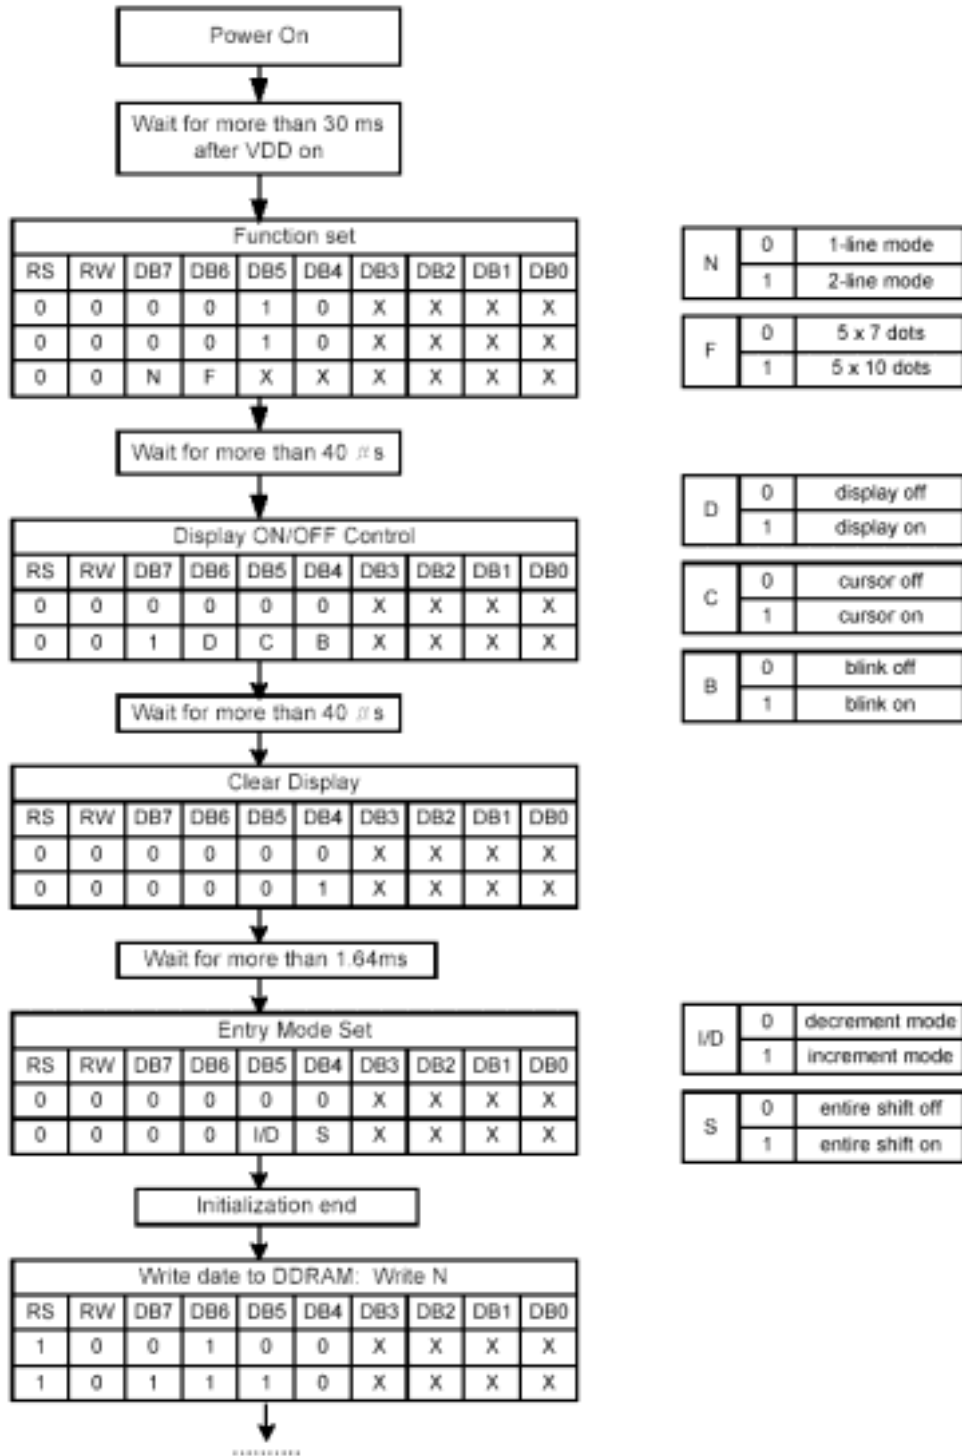 Power On
Wait for more than 30 ms
after VDD on
Function set
RS RW DB7 DB6 DB5 DB4 DB3 DB2 DB1 DB0
0 0 0 0 1 0 X X X X
0 0 0 0 1 0 X X X X
0 0 N F X X X X X X
N 0 1-line mode
1 2-line mode
F 0 5 x 7 dots
1 5 x 10 dots
Wait for more than 40 μs
Display ON/OFF Control
RS RW DB7 DB6 DB5 DB4 DB3 DB2 DB1 DB0
0 0 0 0 0 0 X X X X
0 0 1 D C B X X X X
D 0 display off
1 display on
C 0 cursor off
1 cursor on
B 0 blink off
1 blink on
Wait for more than 40 μs
Clear Display
RS RW DB7 DB6 DB5 DB4 DB3 DB2 DB1 DB0
0 0 0 0 0 0 X X X X
0 0 0 0 0 1 X X X X
Wait for more than 1.64ms
Entry Mode Set
RS RW DB7 DB6 DB5 DB4 DB3 DB2 DB1 DB0
0 0 0 0 0 0 X X X X
0 0 0 0 I/D S X X X X
I/D 0 decrement mode
1 increment mode
S 0 entire shift off
1 entire shift on
Initialization end
Write date to DDRAM: Write N
RS RW DB7 DB6 DB5 DB4 DB3 DB2 DB1 DB0
1 0 0 1 0 0 X X X X
1 0 1 1 1 0 X X X X
..........